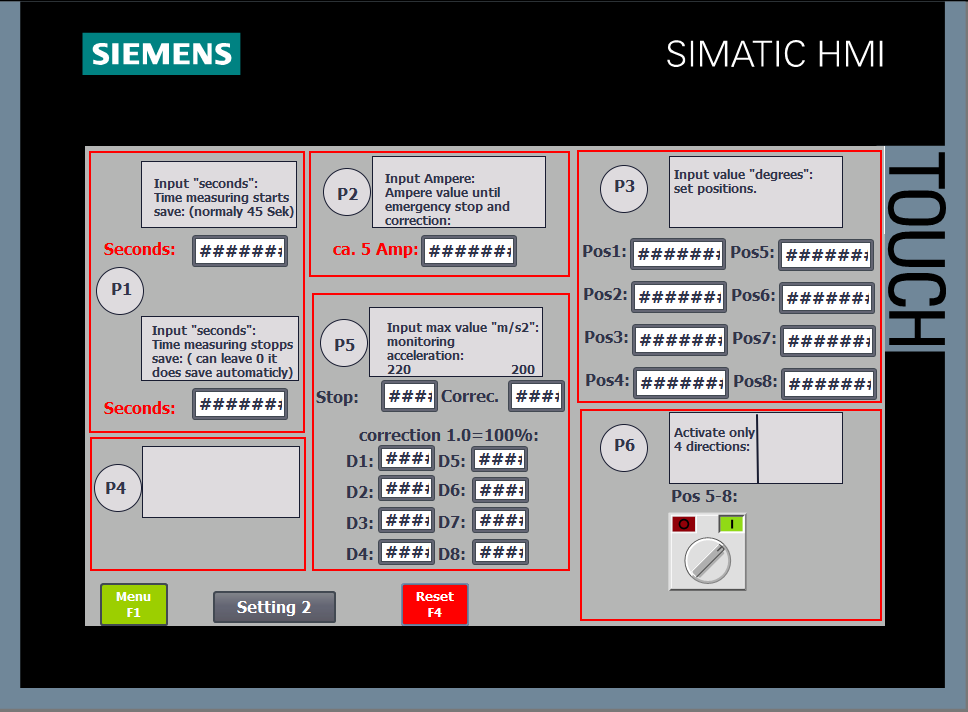 SIEMENS
SIMATIC HMI
TOUCH
Input "seconds":
Time measuring starts
save: (normaly 45 Sek)
Seconds:
######
P1
Input "seconds":
Time measuring stopps
save: ( can leave 0 it
does save automaticly)
Seconds:
######
P2
Input Ampere:
Ampere value until
emergency stop and
correction:
ca. 5 Amp:
######
P3
Input value "degrees":
set positions.
Pos1: ###### Pos5: ######
Pos2: ###### Pos6: ######
Pos3: ###### Pos7: ######
Pos4: ###### Pos8: ######
P4
P5
Input max value "m/s2":
monitoring
acceleration:
220 200
Stop: ### Correc. ###
correction 1.0=100%:
D1: ### D5: ###
D2: ### D6: ###
D3: ### D7: ###
D4: ### D8: ###
P6
Activate only
4 directions:
Pos 5-8:
O I
Menu
F1
Setting 2
Reset
F4